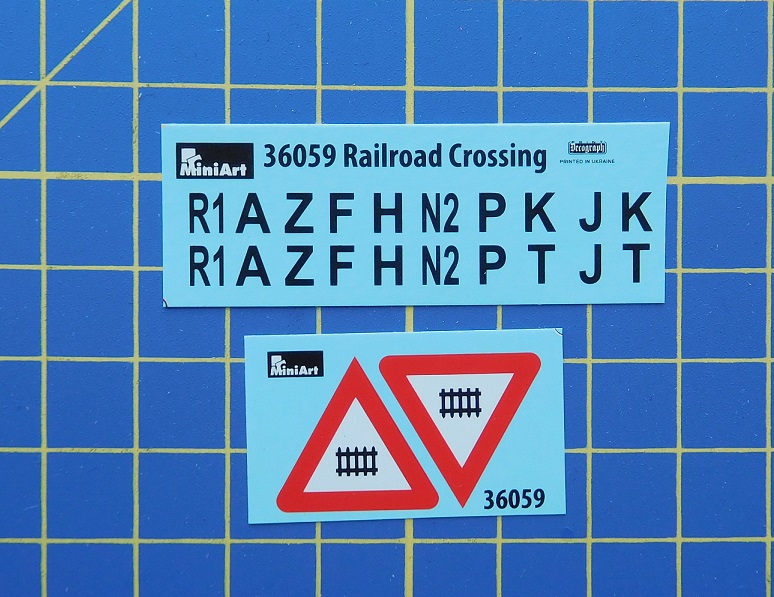 MiniArt 36059 Railroad Crossing Decograph
PRINTED IN UKRAINE
R1 A Z F H N2 P K J K
R1 A Z F H N2 P T J T
MiniArt
36059